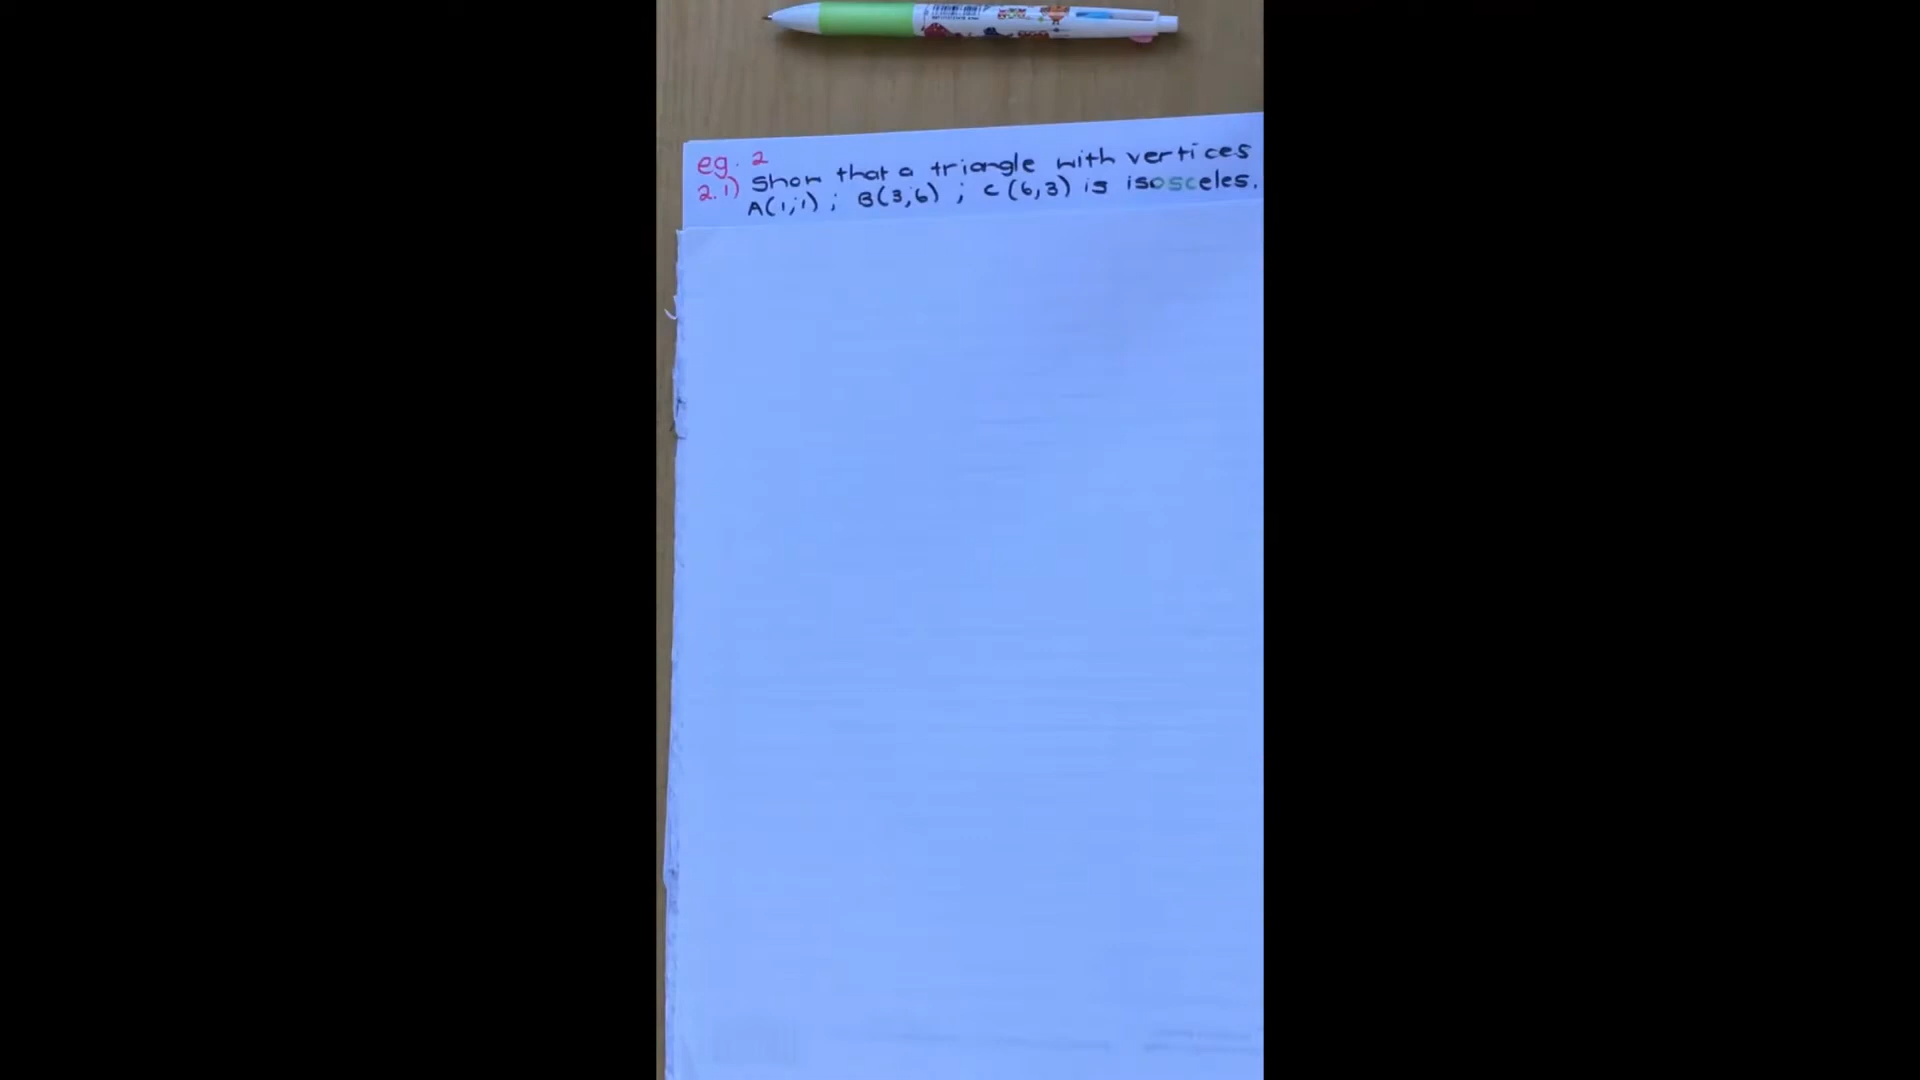 eg. 2
2.1) Show that a triangle with vertices
A(1;1) ; B(3,6) ; C(6,3) is isosceles.